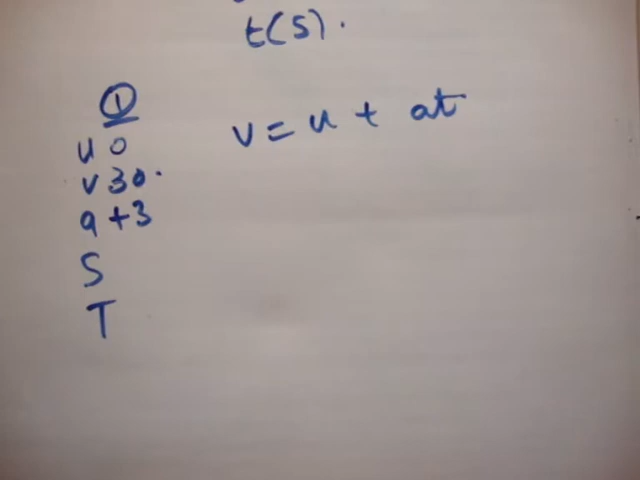 t(s).
①
u 0
v = u + at
v 30.
a +3
S
T